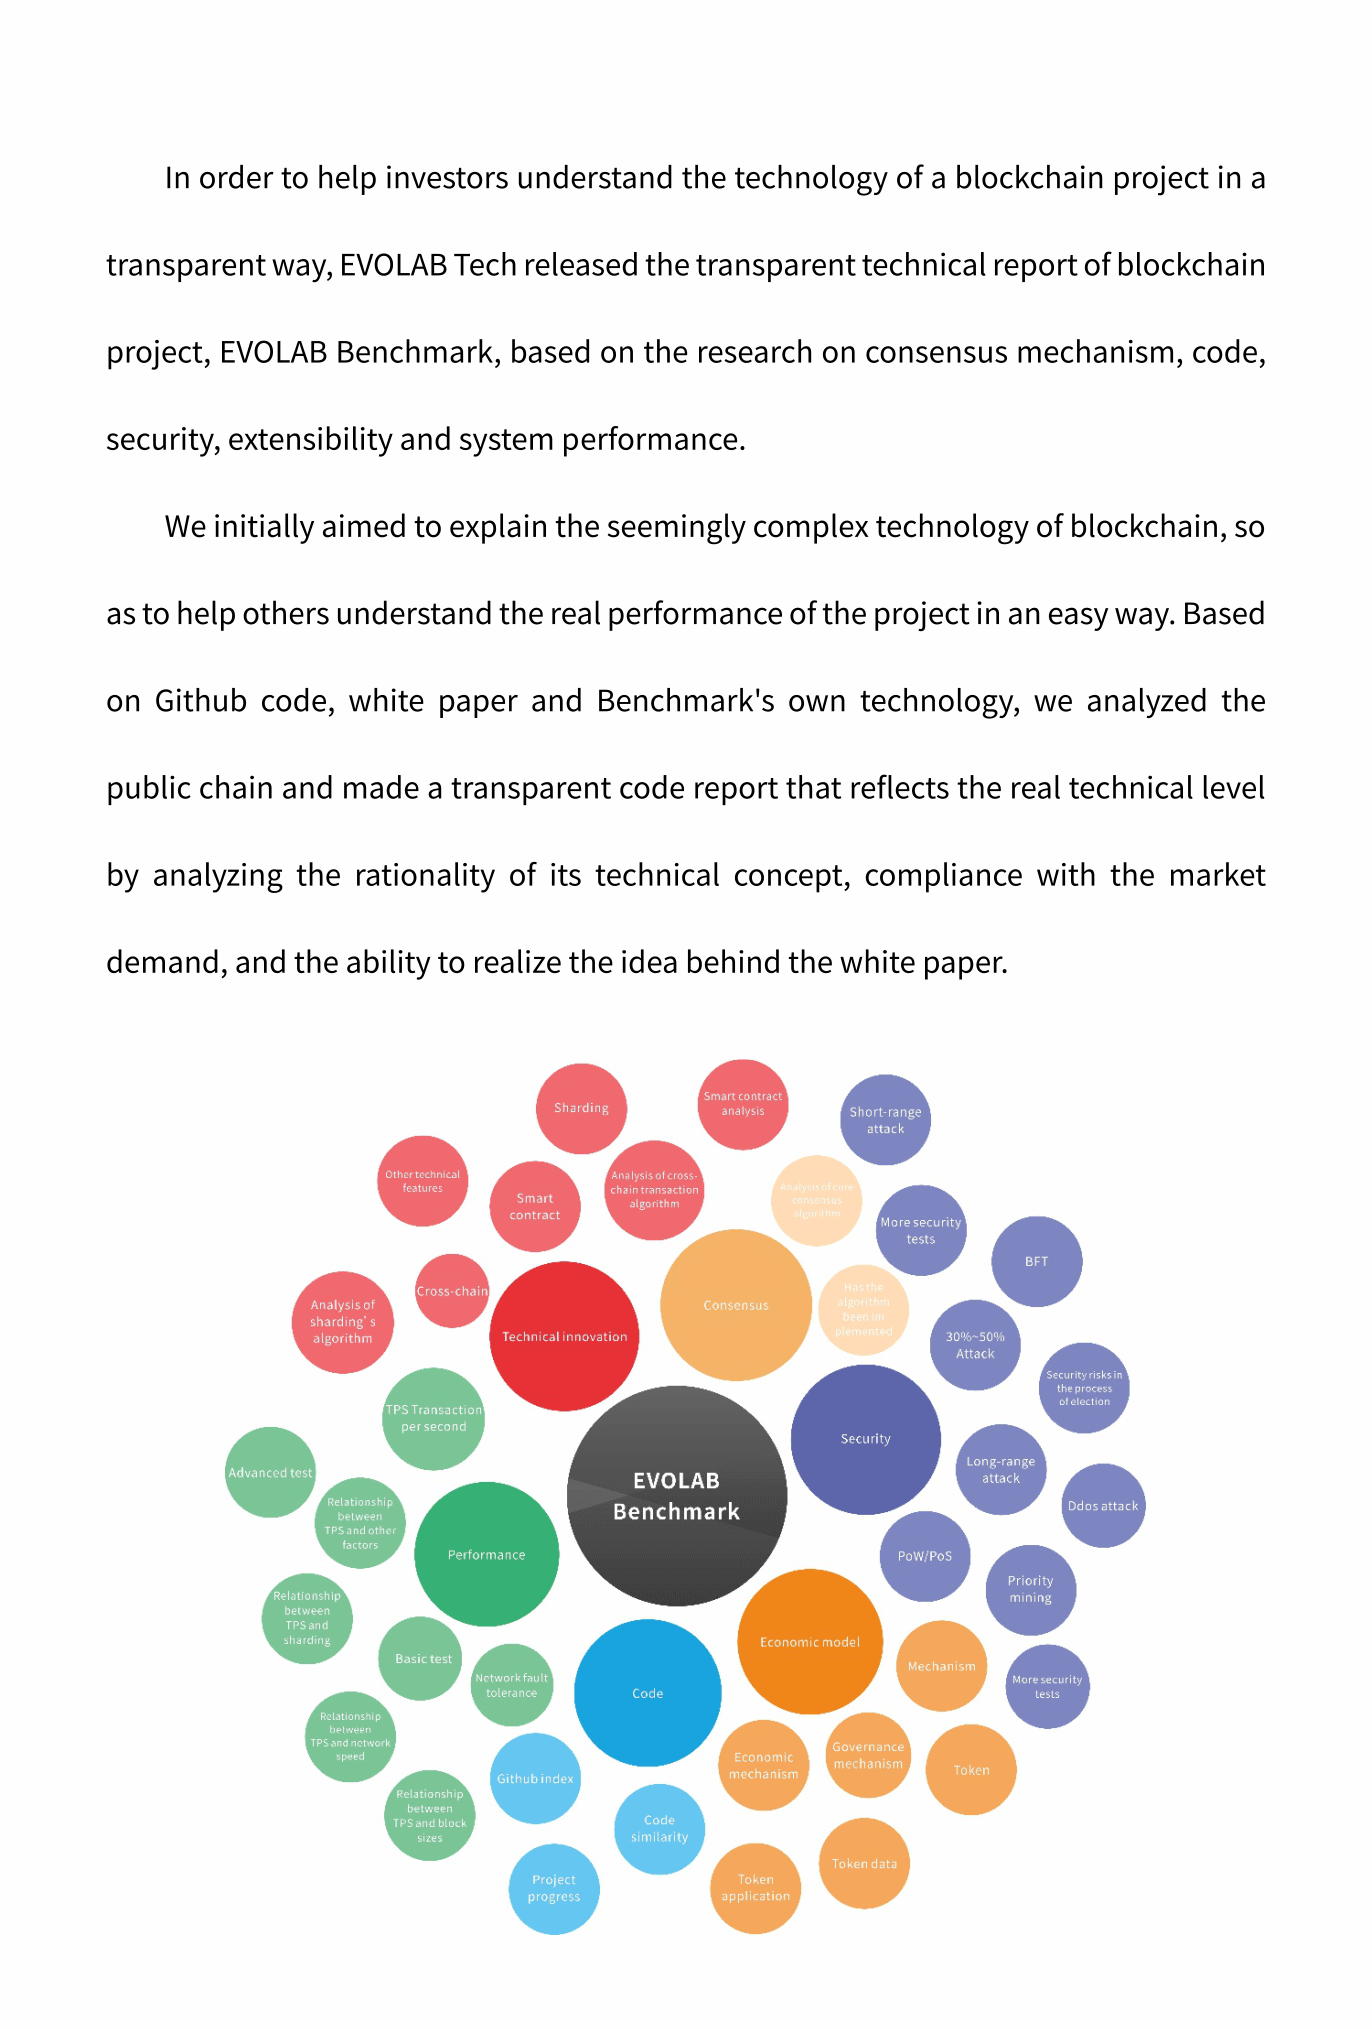 In order to help investors understand the technology of a blockchain project in a
transparent way, EVOLAB Tech released the transparent technical report of blockchain
project, EVOLAB Benchmark, based on the research on consensus mechanism, code,
security, extensibility and system performance.
We initially aimed to explain the seemingly complex technology of blockchain, so
as to help others understand the real performance of the project in an easy way. Based
on Github code, white paper and Benchmark's own technology, we analyzed the
public chain and made a transparent code report that reflects the real technical level
by analyzing the rationality of its technical concept, compliance with the market
demand, and the ability to realize the idea behind the white paper.
Sharding
Smart contract
analysis
Short-range
attack
Other technical
features
Smart
contract
Analysis of cross-
chain transaction
algorithm
Analysis of core
consensus
algorithm
More security
tests
BFT
Analysis of
sharding's
algorithm
Cross-chain
Technical innovation
Consensus
Has the
algorithm
been im
plemented
30%~50%
Attack
Security risks in
the process
of election
TPS Transaction
per second
Security
Long-range
attack
Ddos attack
Advanced test
Relationship
between
TPS and other
factors
Performance
EVOLAB
Benchmark
PoW/PoS
Priority
mining
Relationship
between
TPS and
sharding
Basic test
Network fault
tolerance
Code
Economic model
Mechanism
More security
tests
Relationship
between
TPS and network
speed
Github index
Economic
mechanism
Governance
mechanism
Token
Relationship
between
TPS and block
sizes
Code
similarity
Project
progress
Token
application
Token data